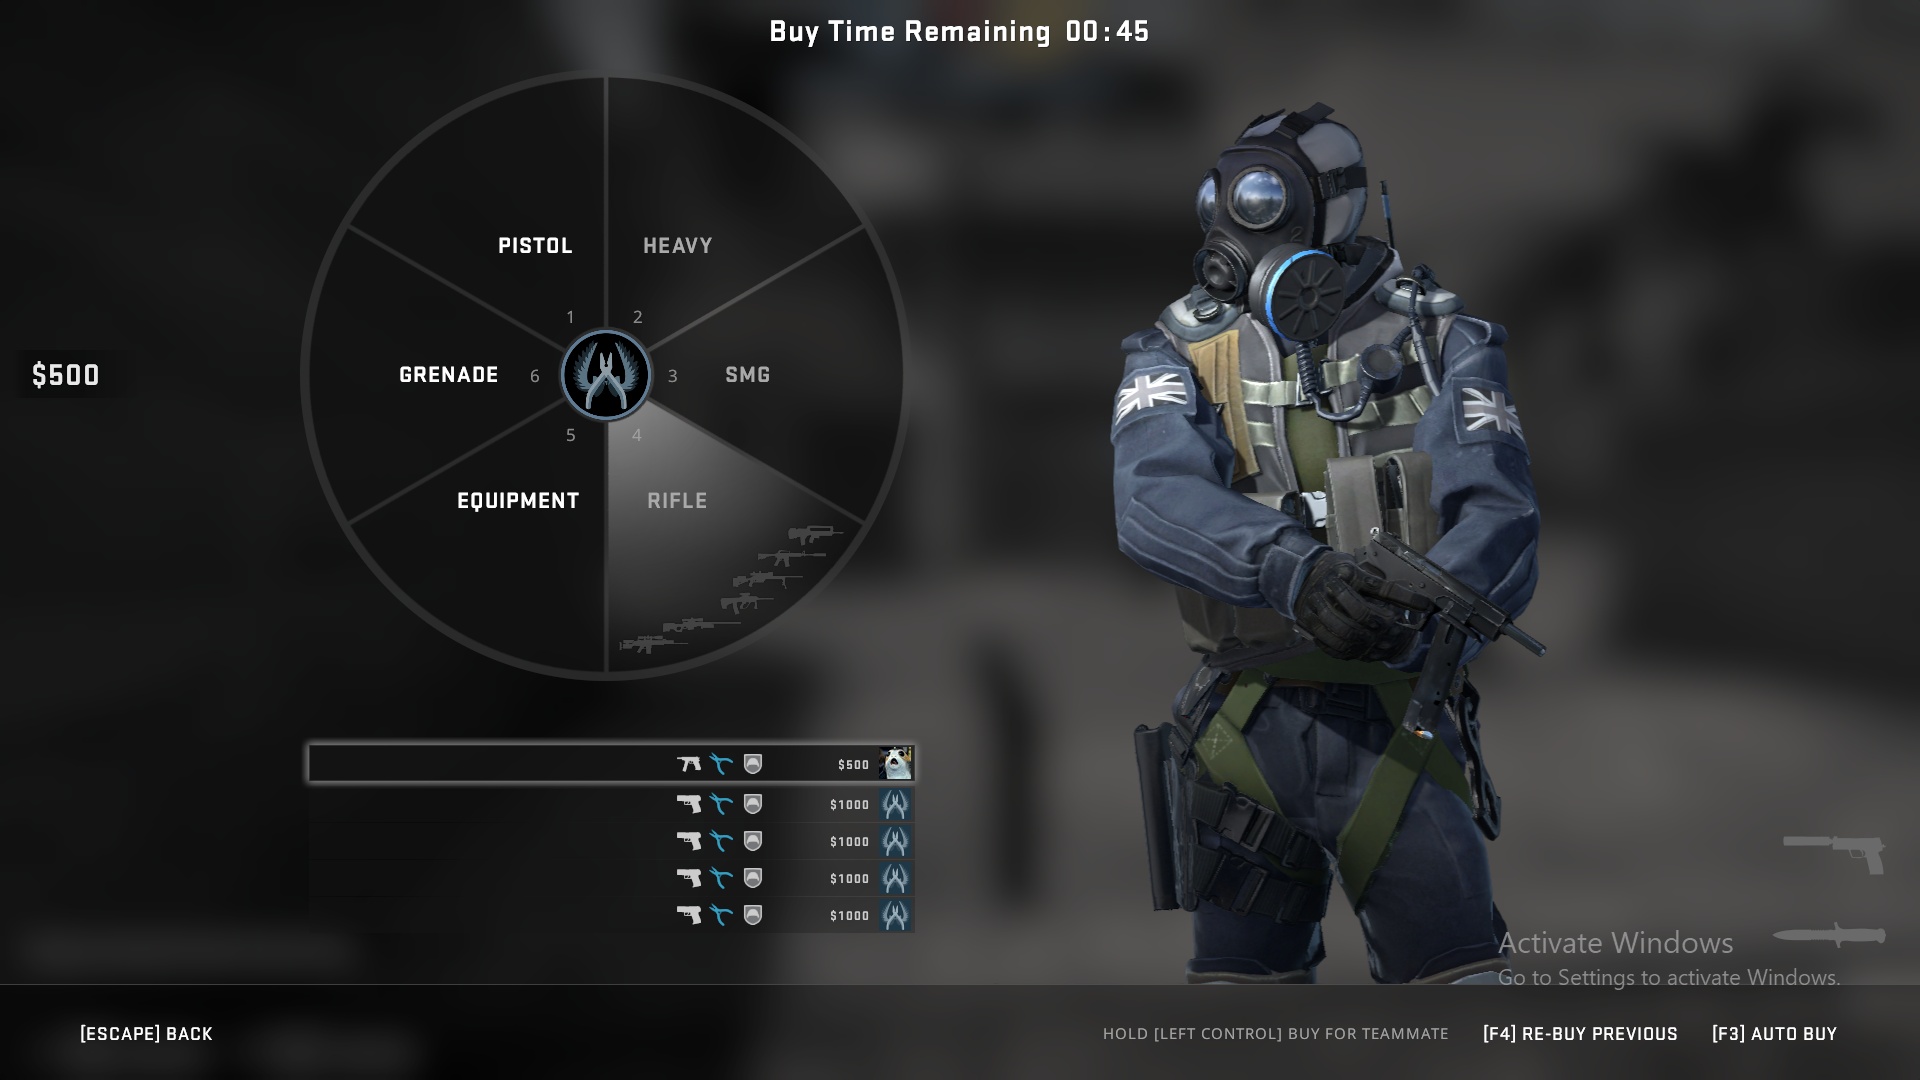 Buy Time Remaining 00:45
PISTOL
HEAVY
1
2
$500
GRENADE
6
3
SMG
5
4
EQUIPMENT
RIFLE
$500
$1000
$1000
$1000
$1000
Activate Windows
Go to Settings to activate Windows.
[ESCAPE] BACK
HOLD [LEFT CONTROL] BUY FOR TEAMMATE
[F4] RE-BUY PREVIOUS
[F3] AUTO BUY